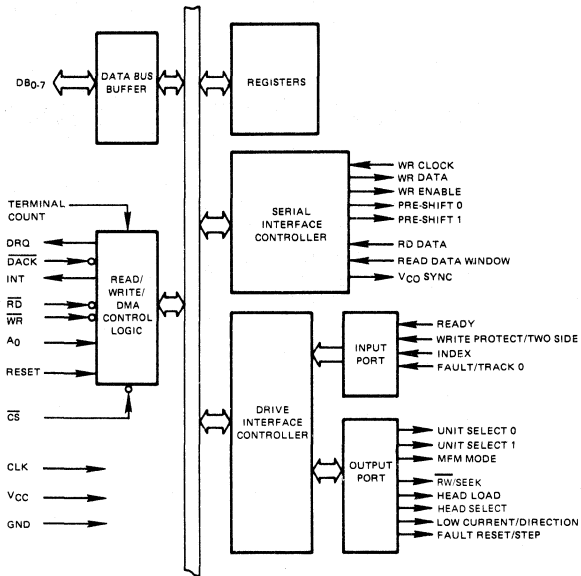 DB0-7
DATA BUS
BUFFER
REGISTERS
SERIAL
INTERFACE
CONTROLLER
WR CLOCK
WR DATA
WR ENABLE
PRE-SHIFT 0
PRE-SHIFT 1
RD DATA
READ DATA WINDOW
VCO SYNC
TERMINAL
COUNT
DRQ
DACK
INT
RD
WR
A0
RESET
CS
READ/
WRITE/
DMA
CONTROL
LOGIC
DRIVE
INTERFACE
CONTROLLER
INPUT
PORT
READY
WRITE PROTECT/TWO SIDE
INDEX
FAULT/TRACK 0
OUTPUT
PORT
UNIT SELECT 0
UNIT SELECT 1
MFM MODE
RW/SEEK
HEAD LOAD
HEAD SELECT
LOW CURRENT/DIRECTION
FAULT RESET/STEP
CLK
VCC
GND